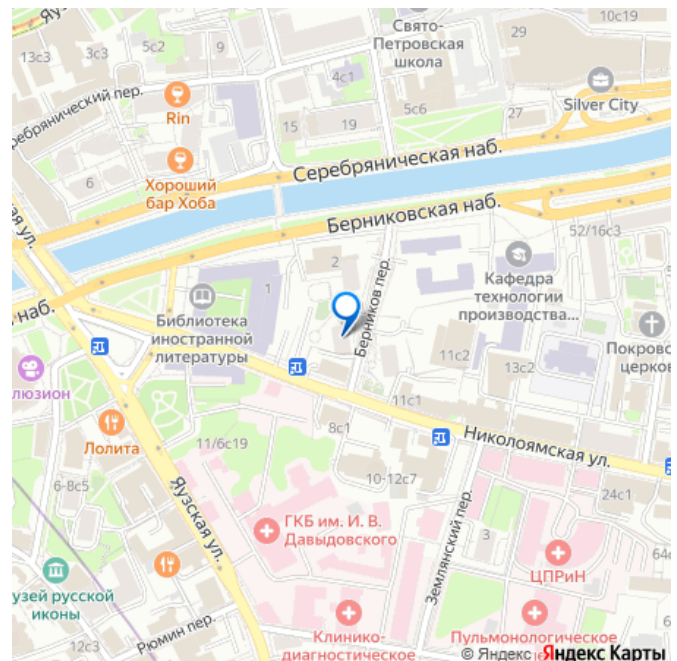 10с19
Свято-
Петровская
школа
29
13с3
3с3
5с2
9
4с1
Silver City
Серебрянический пер.
Rin
15
19
5с6
27
6
Хороший
бар Хоба
Серебряническая наб.
Берниковская наб.
52/16с3
2
Кафедра
технологии
производства...
наб.
1
Библиотека
иностранной
литературы
Берников пер.
11с2
13с2
Покровс
церков
11с1
Лолита
11/6с19
8с1
Николоямская ул.
6-8с5
Яузская ул.
10-12с7
24с1
ГКБ им. И. В.
Давыдовского
Землянский пер.
3
ЦПРиН
узей русской
иконы
12с3
Рюмин пер.
Клинико-
диагностическое
Пульмонологическое
© Яндекс Яндекс Карты